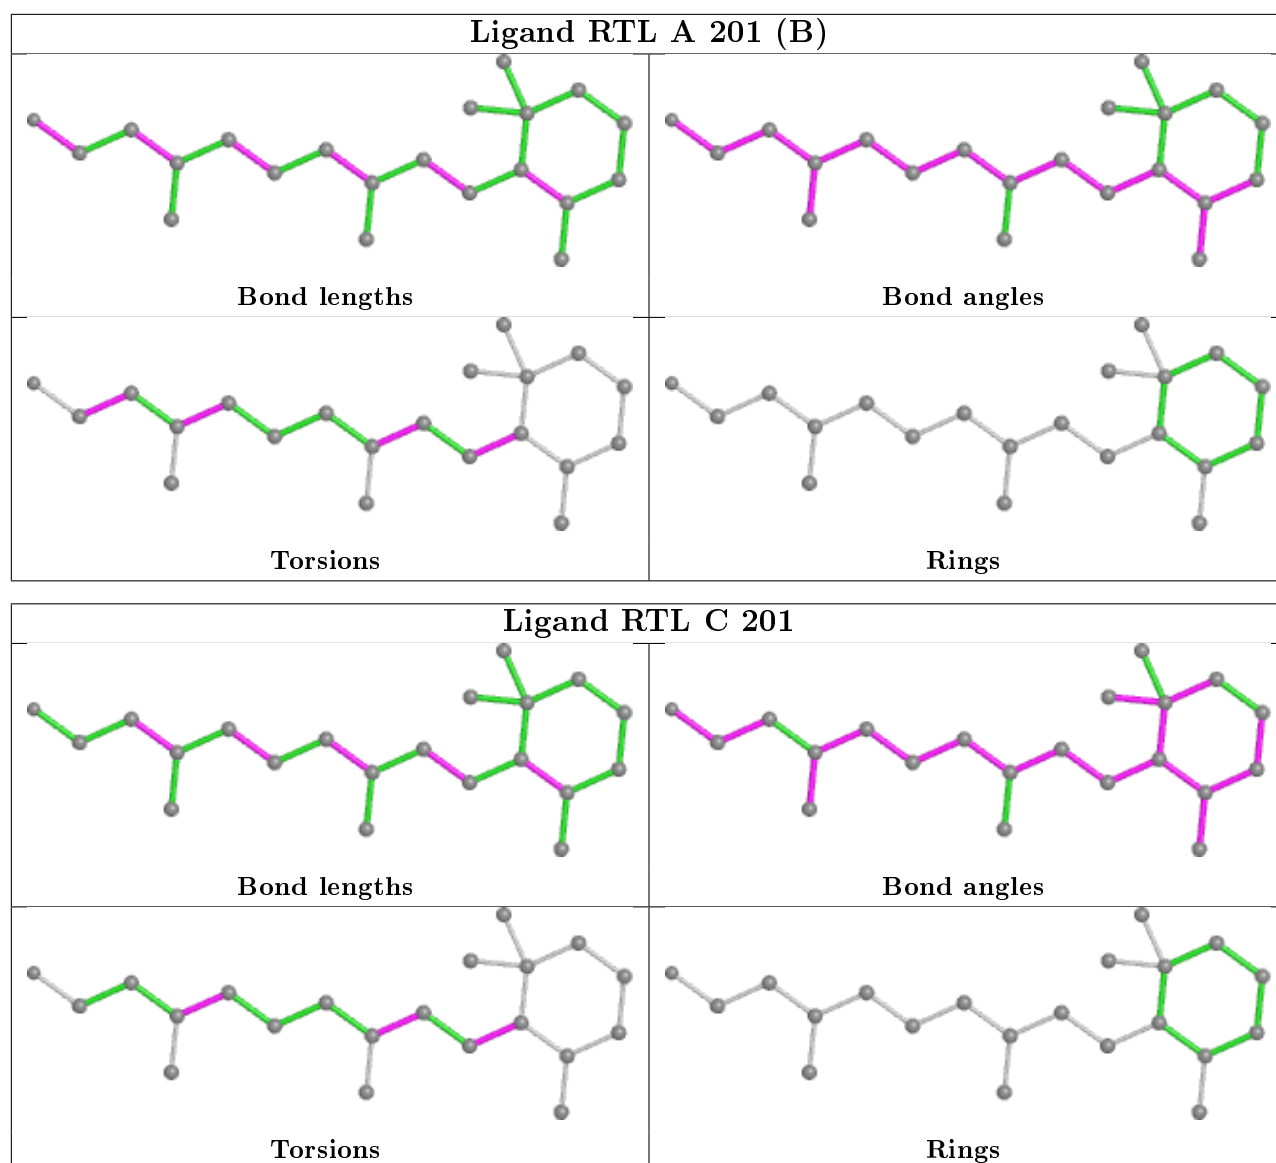 Ligand RTL A 201 (B)
Bond lengths
Bond angles
Torsions
Rings
Ligand RTL C 201
Bond lengths
Bond angles
Torsions
Rings